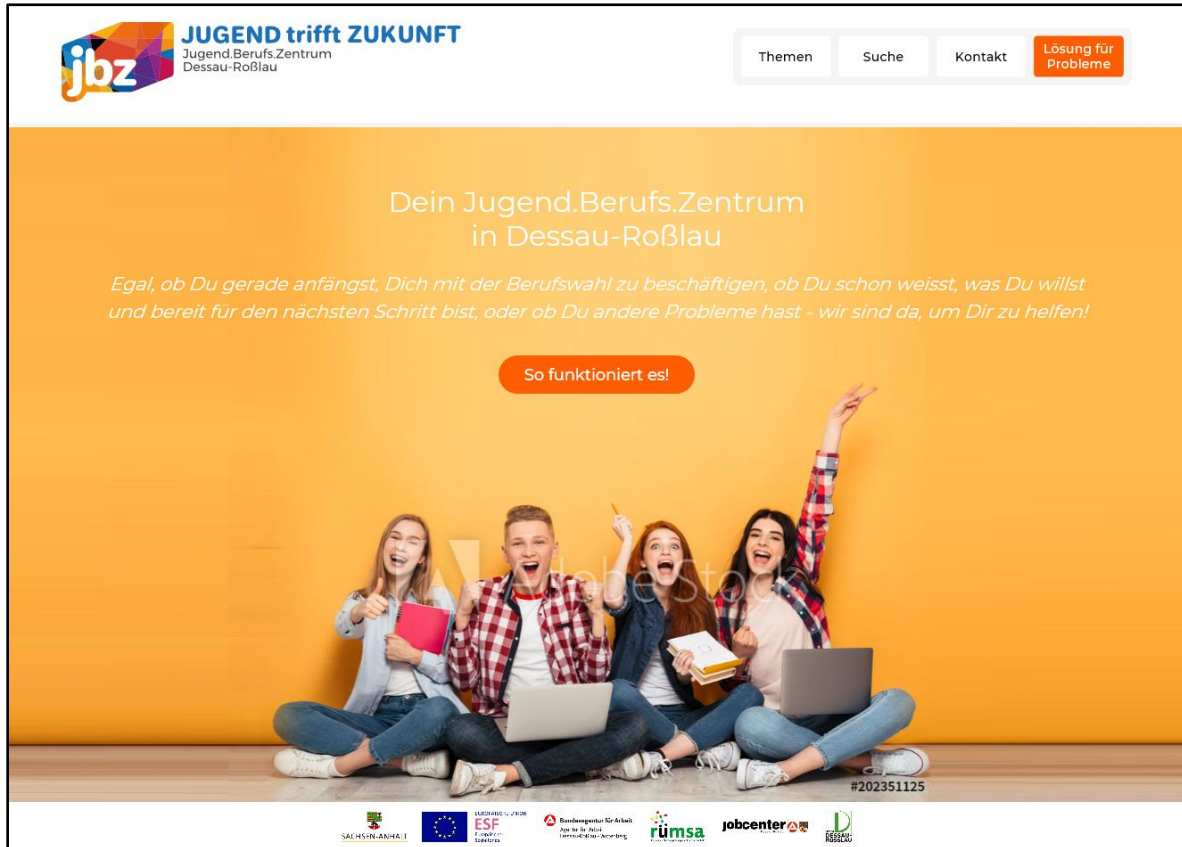 jbz
JUGEND trifft ZUKUNFT
Jugend.Berufs.Zentrum
Dessau-Roßlau
Themen
Suche
Kontakt
Lösung für
Probleme
Dein Jugend.Berufs.Zentrum
in Dessau-Roßlau
Egal, ob Du gerade anfängst, Dich mit der Berufswahl zu beschäftigen, ob Du schon weisst, was Du willst
und bereit für den nächsten Schritt bist, oder ob Du andere Probleme hast - wir sind da, um Dir zu helfen!
So funktioniert es!
Adobe Stock
#202351125
SACHSEN-ANHALT
ESF
Bundesagentur für Arbeit
rümsa
jobcenter
DESSAU-
ROSSLAU